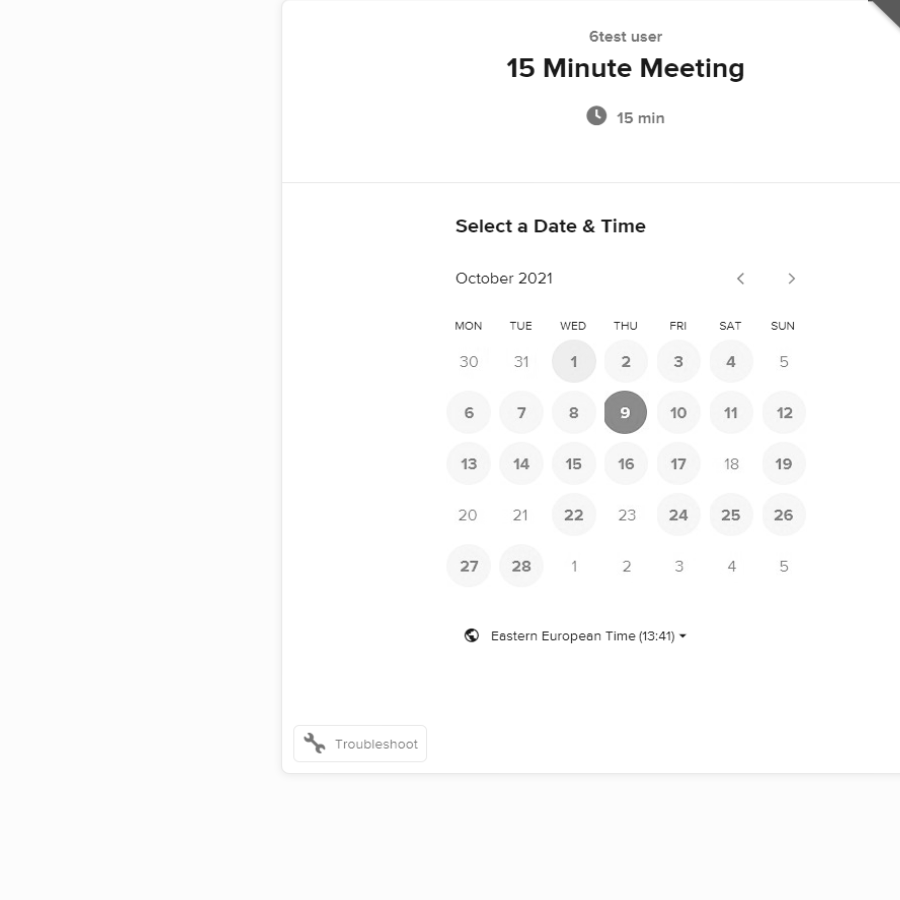 6test user
15 Minute Meeting
15 min
Select a Date & Time
October 2021
MON TUE WED THU FRI SAT SUN
30 31 1 2 3 4 5
6 7 8 9 10 11 12
13 14 15 16 17 18 19
20 21 22 23 24 25 26
27 28 1 2 3 4 5
Eastern European Time (13:41)
Troubleshoot